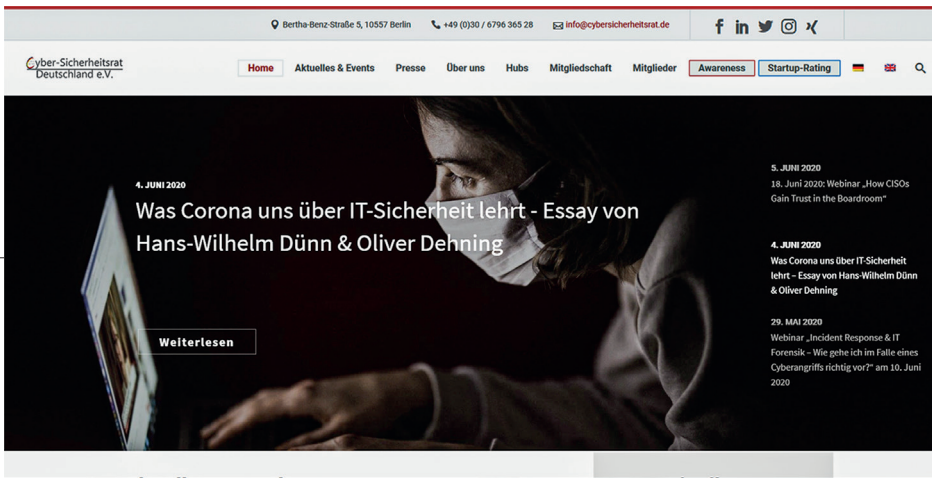 Bertha-Benz-Straße 5, 10557 Berlin
+49 (0)30 / 6796 365 28
info@cybersicherheitsrat.de
Cyber-Sicherheitsrat
Deutschland e.V.
Home
Aktuelles & Events
Presse
Über uns
Hubs
Mitgliedschaft
Mitglieder
Awareness
Startup-Rating
4. JUNI 2020
Was Corona uns über IT-Sicherheit lehrt - Essay von
Hans-Wilhelm Dünn & Oliver Dehning
Weiterlesen
5. JUNI 2020
18. Juni 2020: Webinar „How CISOs
Gain Trust in the Boardroom“
4. JUNI 2020
Was Corona uns über IT-Sicherheit
lehrt – Essay von Hans-Wilhelm Dünn
& Oliver Dehning
29. MAI 2020
Webinar „Incident Response & IT
Forensik – Wie gehe ich im Falle eines
Cyberangriffs richtig vor?“ am 10. Juni
2020